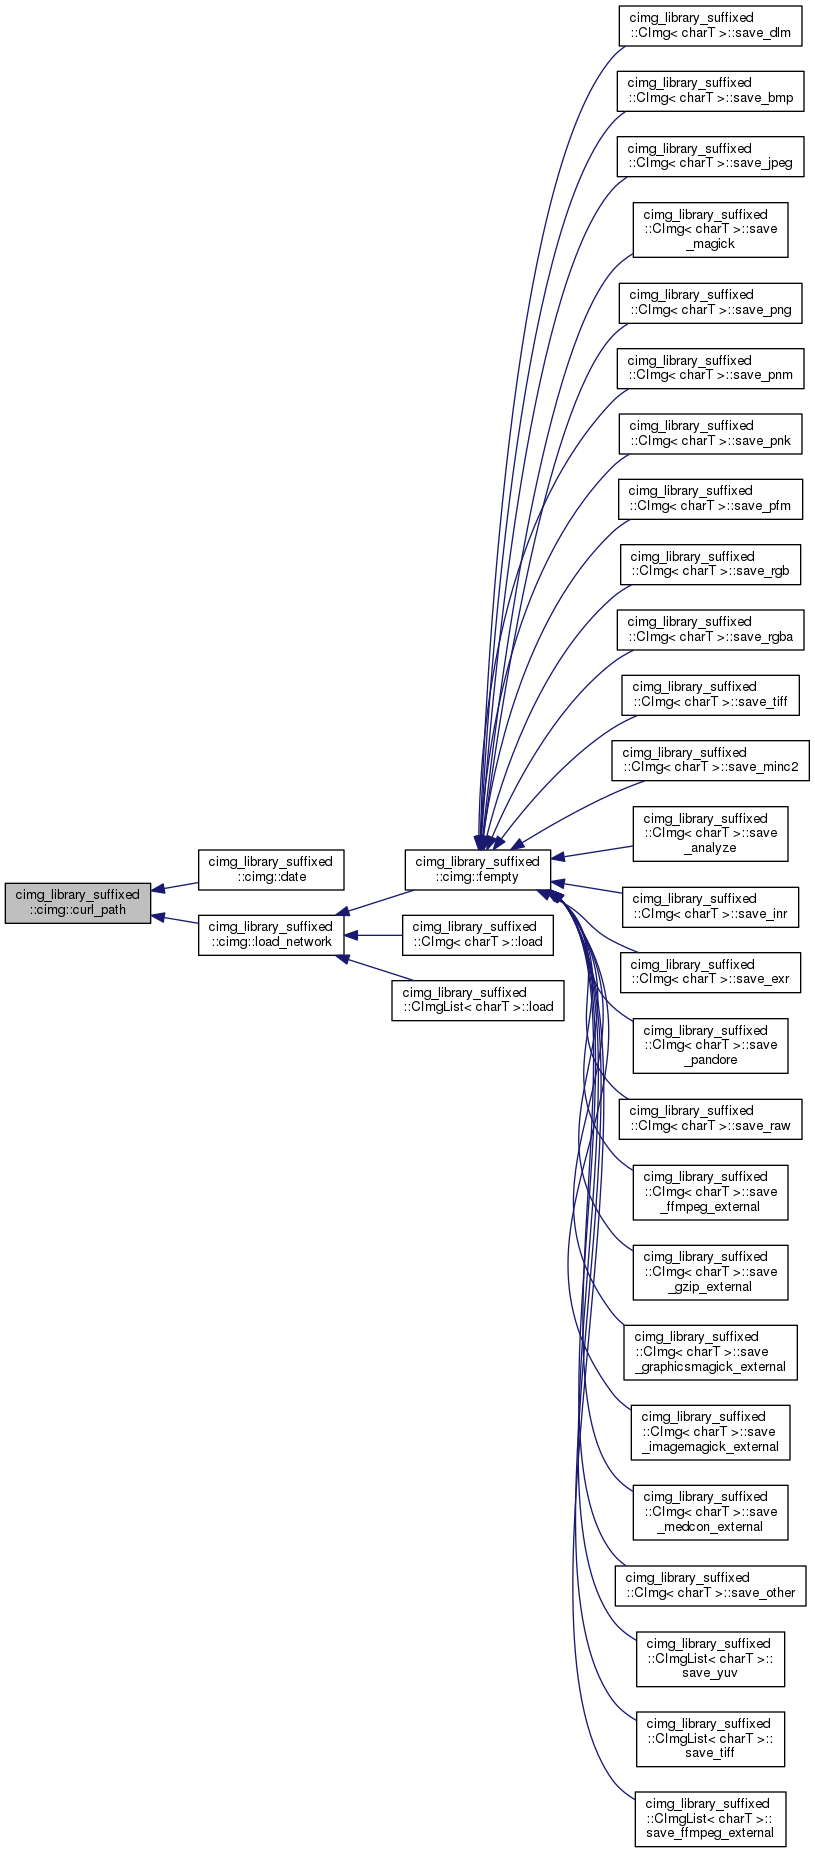 cimg_library_suffixed
::CImg< charT >::save_dlm
cimg_library_suffixed
::CImg< charT >::save_bmp
cimg_library_suffixed
::CImg< charT >::save_jpeg
cimg_library_suffixed
::CImg< charT >::save
_magick
cimg_library_suffixed
::CImg< charT >::save_png
cimg_library_suffixed
::CImg< charT >::save_pnm
cimg_library_suffixed
::CImg< charT >::save_pnk
cimg_library_suffixed
::CImg< charT >::save_pfm
cimg_library_suffixed
::CImg< charT >::save_rgb
cimg_library_suffixed
::CImg< charT >::save_rgba
cimg_library_suffixed
::CImg< charT >::save_tiff
cimg_library_suffixed
::CImg< charT >::save_minc2
cimg_library_suffixed
::CImg< charT >::save
_analyze
cimg_library_suffixed
::cimg::curl_path
cimg_library_suffixed
::cimg::date
cimg_library_suffixed
::cimg::load_network
cimg_library_suffixed
::cimg::fempty
cimg_library_suffixed
::CImg< charT >::load
cimg_library_suffixed
::CImgList< charT >::load
cimg_library_suffixed
::CImg< charT >::save_inr
cimg_library_suffixed
::CImg< charT >::save_exr
cimg_library_suffixed
::CImg< charT >::save
_pandore
cimg_library_suffixed
::CImg< charT >::save_raw
cimg_library_suffixed
::CImg< charT >::save
_ffmpeg_external
cimg_library_suffixed
::CImg< charT >::save
_gzip_external
cimg_library_suffixed
::CImg< charT >::save
_graphicsmagick_external
cimg_library_suffixed
::CImg< charT >::save
_imagemagick_external
cimg_library_suffixed
::CImg< charT >::save
_medcon_external
cimg_library_suffixed
::CImg< charT >::save_other
cimg_library_suffixed
::CImgList< charT >::
save_yuv
cimg_library_suffixed
::CImgList< charT >::
save_tiff
cimg_library_suffixed
::CImgList< charT >::
save_ffmpeg_external